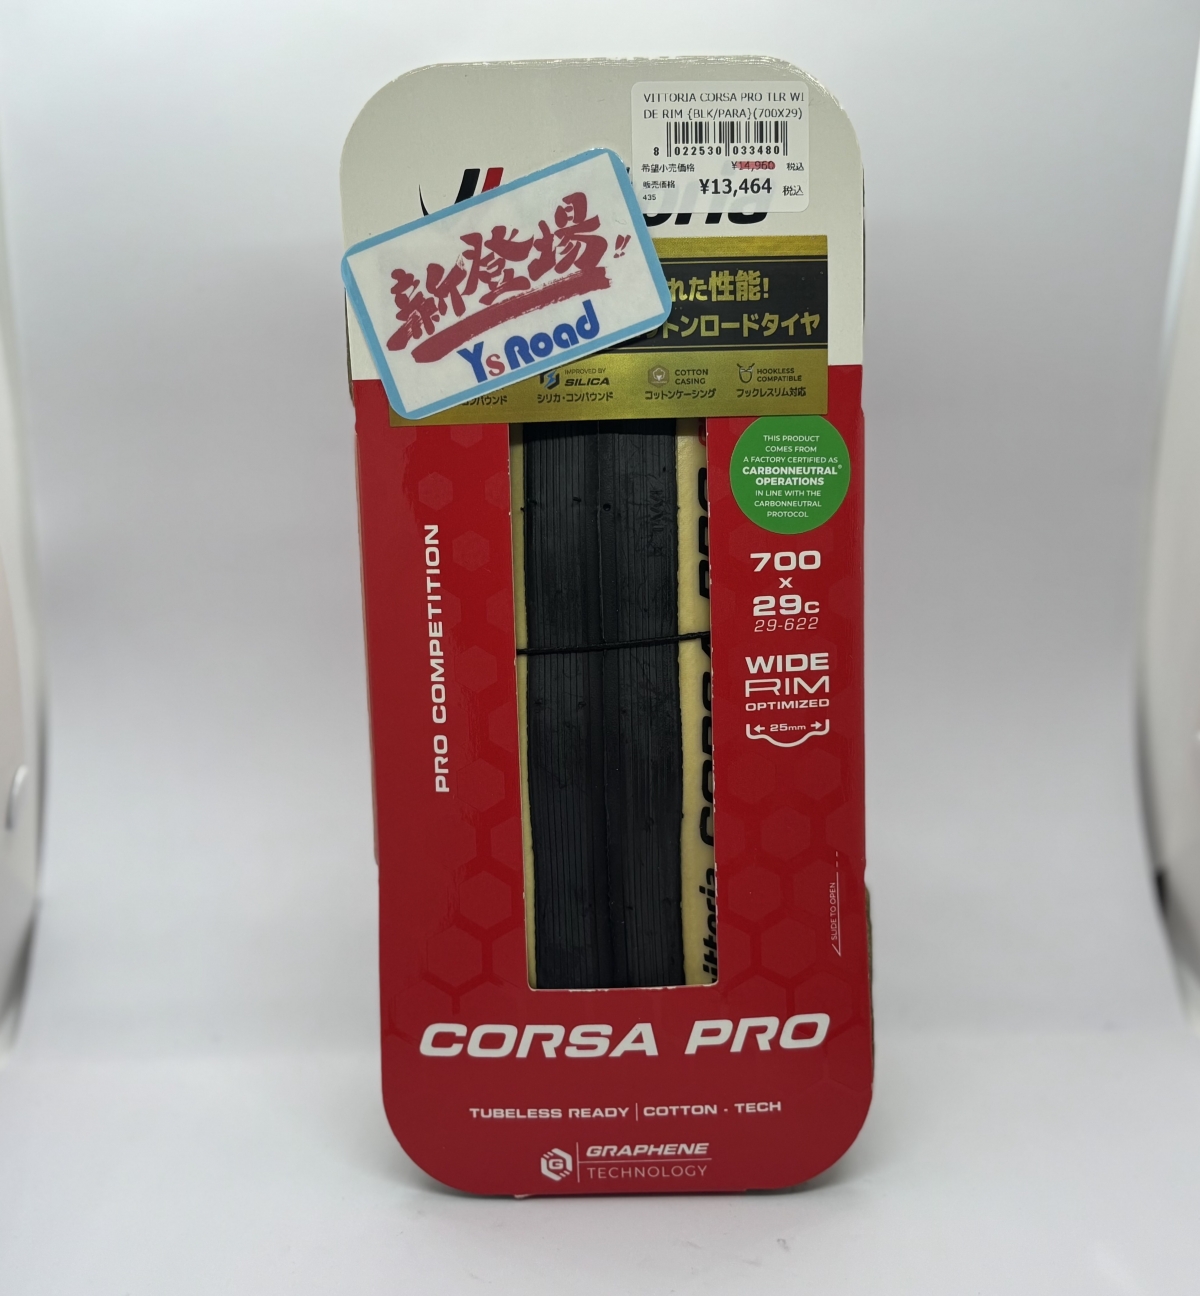 VITTORIA CORSA PRO TLR WI
DE RIM {BLK/PARA}(700X29)
8 022530 033480
希望小売価格 ¥14,960 税込
販売価格 ¥13,464 税込
435
新登場!!
Y's Road
れた性能!
トンロードタイヤ
IMPROVED BY
SILICA
シリカ・コンパウンド
COTTON
CASING
コットンケーシング
HOOKLESS
COMPATIBLE
フックレスリム対応
THIS PRODUCT
COMES FROM
A FACTORY CERTIFIED AS
CARBONNEUTRAL®
OPERATIONS
IN LINE WITH THE
CARBONNEUTRAL
PROTOCOL
PRO COMPETITION
700
x
29c
29-622
WIDE
RIM
OPTIMIZED
25mm
SLIDE TO OPEN
CORSA PRO
TUBELESS READY | COTTON - TECH
G GRAPHENE
TECHNOLOGY